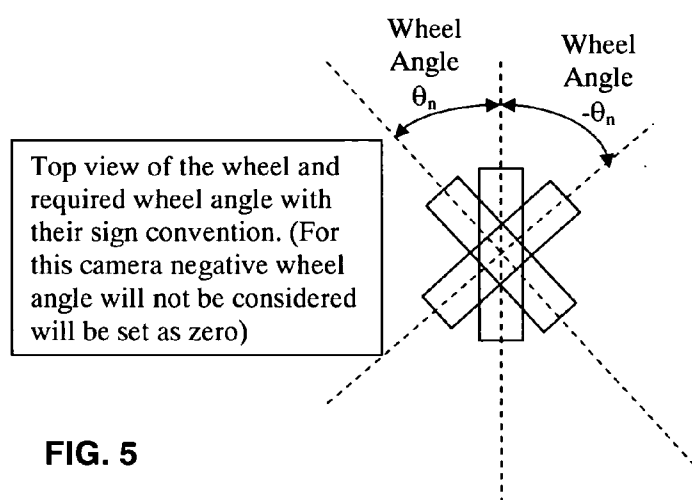 Wheel
Angle
θn
Wheel
Angle
-θn
Top view of the wheel and
required wheel angle with
their sign convention. (For
this camera negative wheel
angle will not be considered
will be set as zero)
FIG. 5